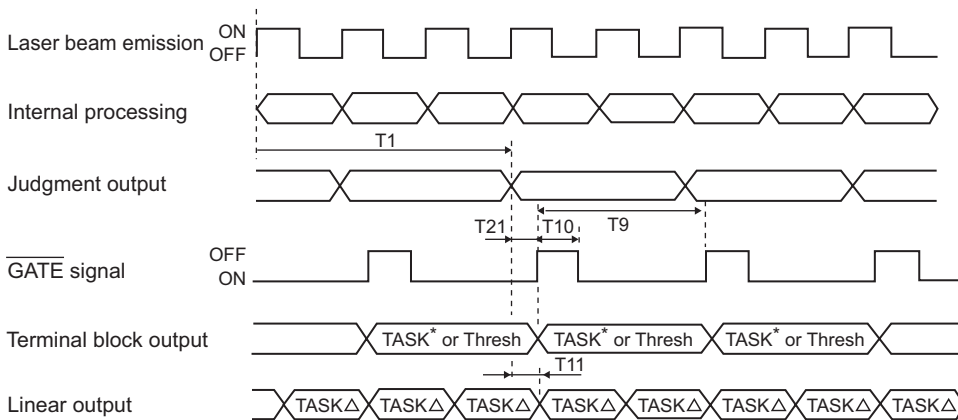 Laser beam emission ON
OFF
Internal processing
T1
Judgment output
T21 T10 T9
GATE signal OFF
ON
Terminal block output TASK* or Thresh TASK* or Thresh TASK* or Thresh
T11
Linear output TASK△ TASK△ TASK△ TASK△ TASK△ TASK△ TASK△ TASK△